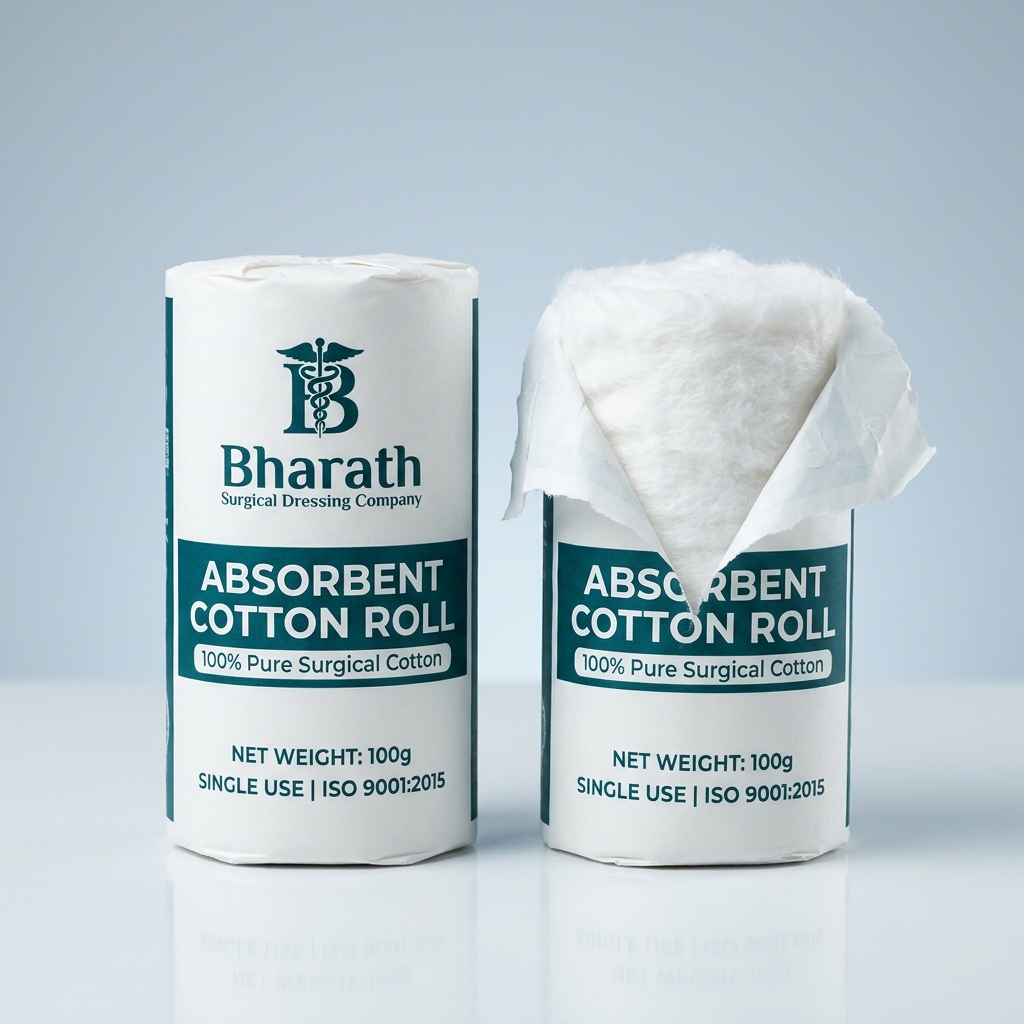 B
Bharath
Surgical Dressing Company
ABSORBENT
COTTON ROLL
100% Pure Surgical Cotton
NET WEIGHT: 100g
SINGLE USE | ISO 9001:2015
ABSORBENT
COTTON ROLL
100% Pure Surgical Cotton
NET WEIGHT: 100g
SINGLE USE | ISO 9001:2015